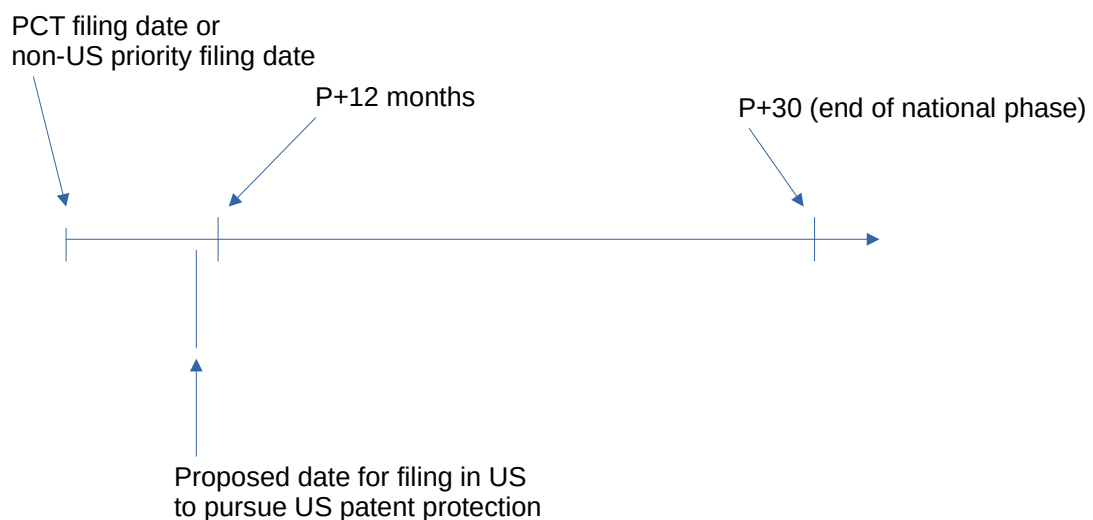 PCT filing date or
non-US priority filing date
P+12 months
P+30 (end of national phase)
Proposed date for filing in US
to pursue US patent protection